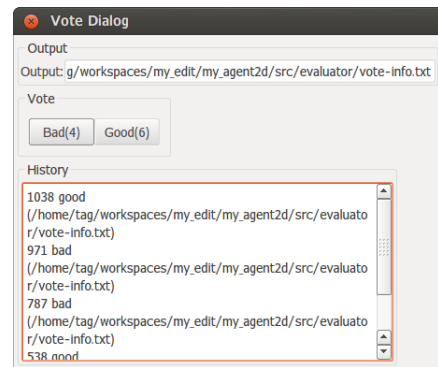 Vote Dialog
Output
Output: g/workspaces/my_edit/my_agent2d/src/evaluator/vote-info.txt
Vote
Bad(4) Good(6)
History
1038 good
(/home/tag/workspaces/my_edit/my_agent2d/src/evaluato
r/vote-info.txt)
971 bad
(/home/tag/workspaces/my_edit/my_agent2d/src/evaluato
r/vote-info.txt)
787 bad
(/home/tag/workspaces/my_edit/my_agent2d/src/evaluato
r/vote-info.txt)
538 good